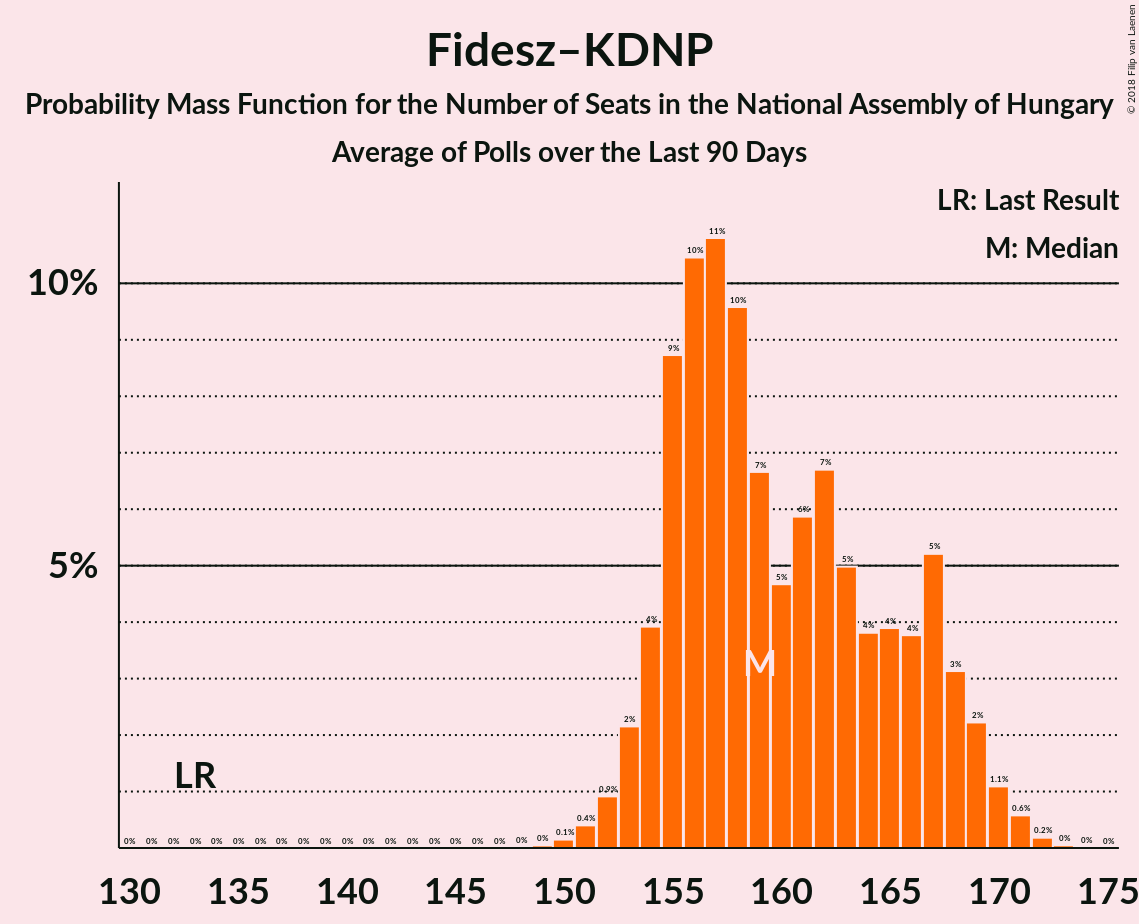 Fidesz–KDNP
Probability Mass Function for the Number of Seats in the National Assembly of Hungary
Average of Polls over the Last 90 Days
© 2018 Filip van Laenen
LR: Last Result
M: Median
10%
5%
0% 0% 0% 0% 0% 0% 0% 0% 0% 0% 0% 0% 0% 0% 0% 0% 0% 0% 0% 0% 0.1% 0.4% 0.9% 2% 4% 9% 10% 11% 10% 7% 5% 6% 7% 5% 4% 4% 4% 5% 3% 2% 1.1% 0.6% 0.2% 0% 0% 0%
LR
M
130 135 140 145 150 155 160 165 170 175